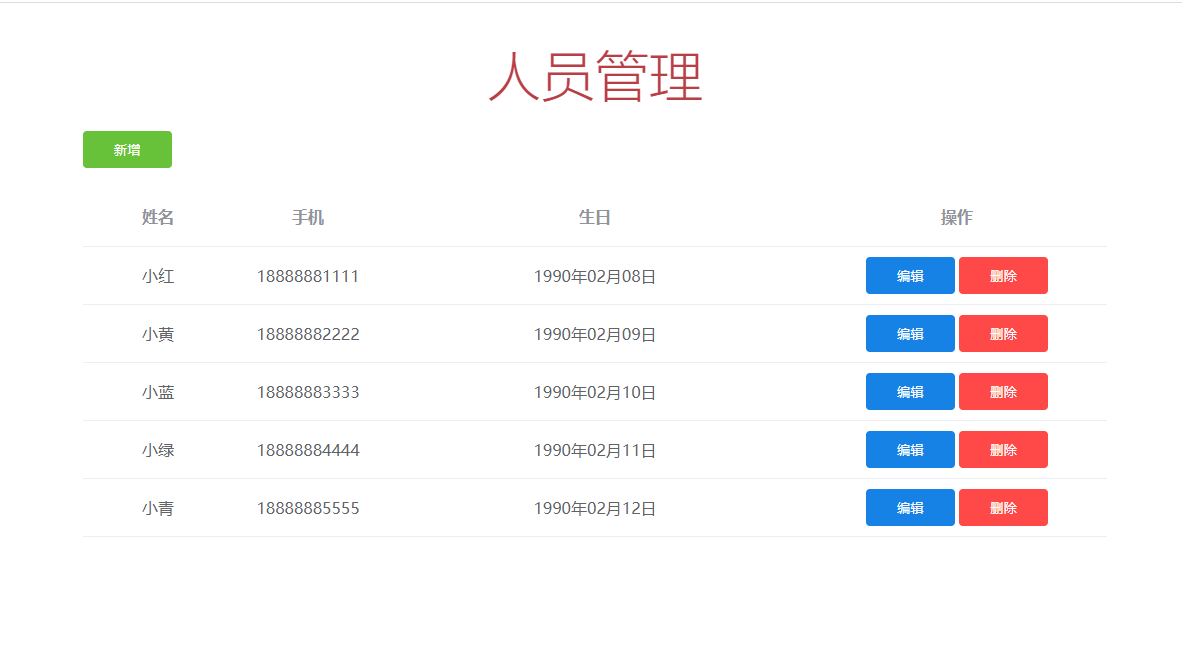 人员管理
新增
姓名 手机 生日 操作
小红 18888881111 1990年02月08日 编辑 删除
小黄 18888882222 1990年02月09日 编辑 删除
小蓝 18888883333 1990年02月10日 编辑 删除
小绿 18888884444 1990年02月11日 编辑 删除
小青 18888885555 1990年02月12日 编辑 删除